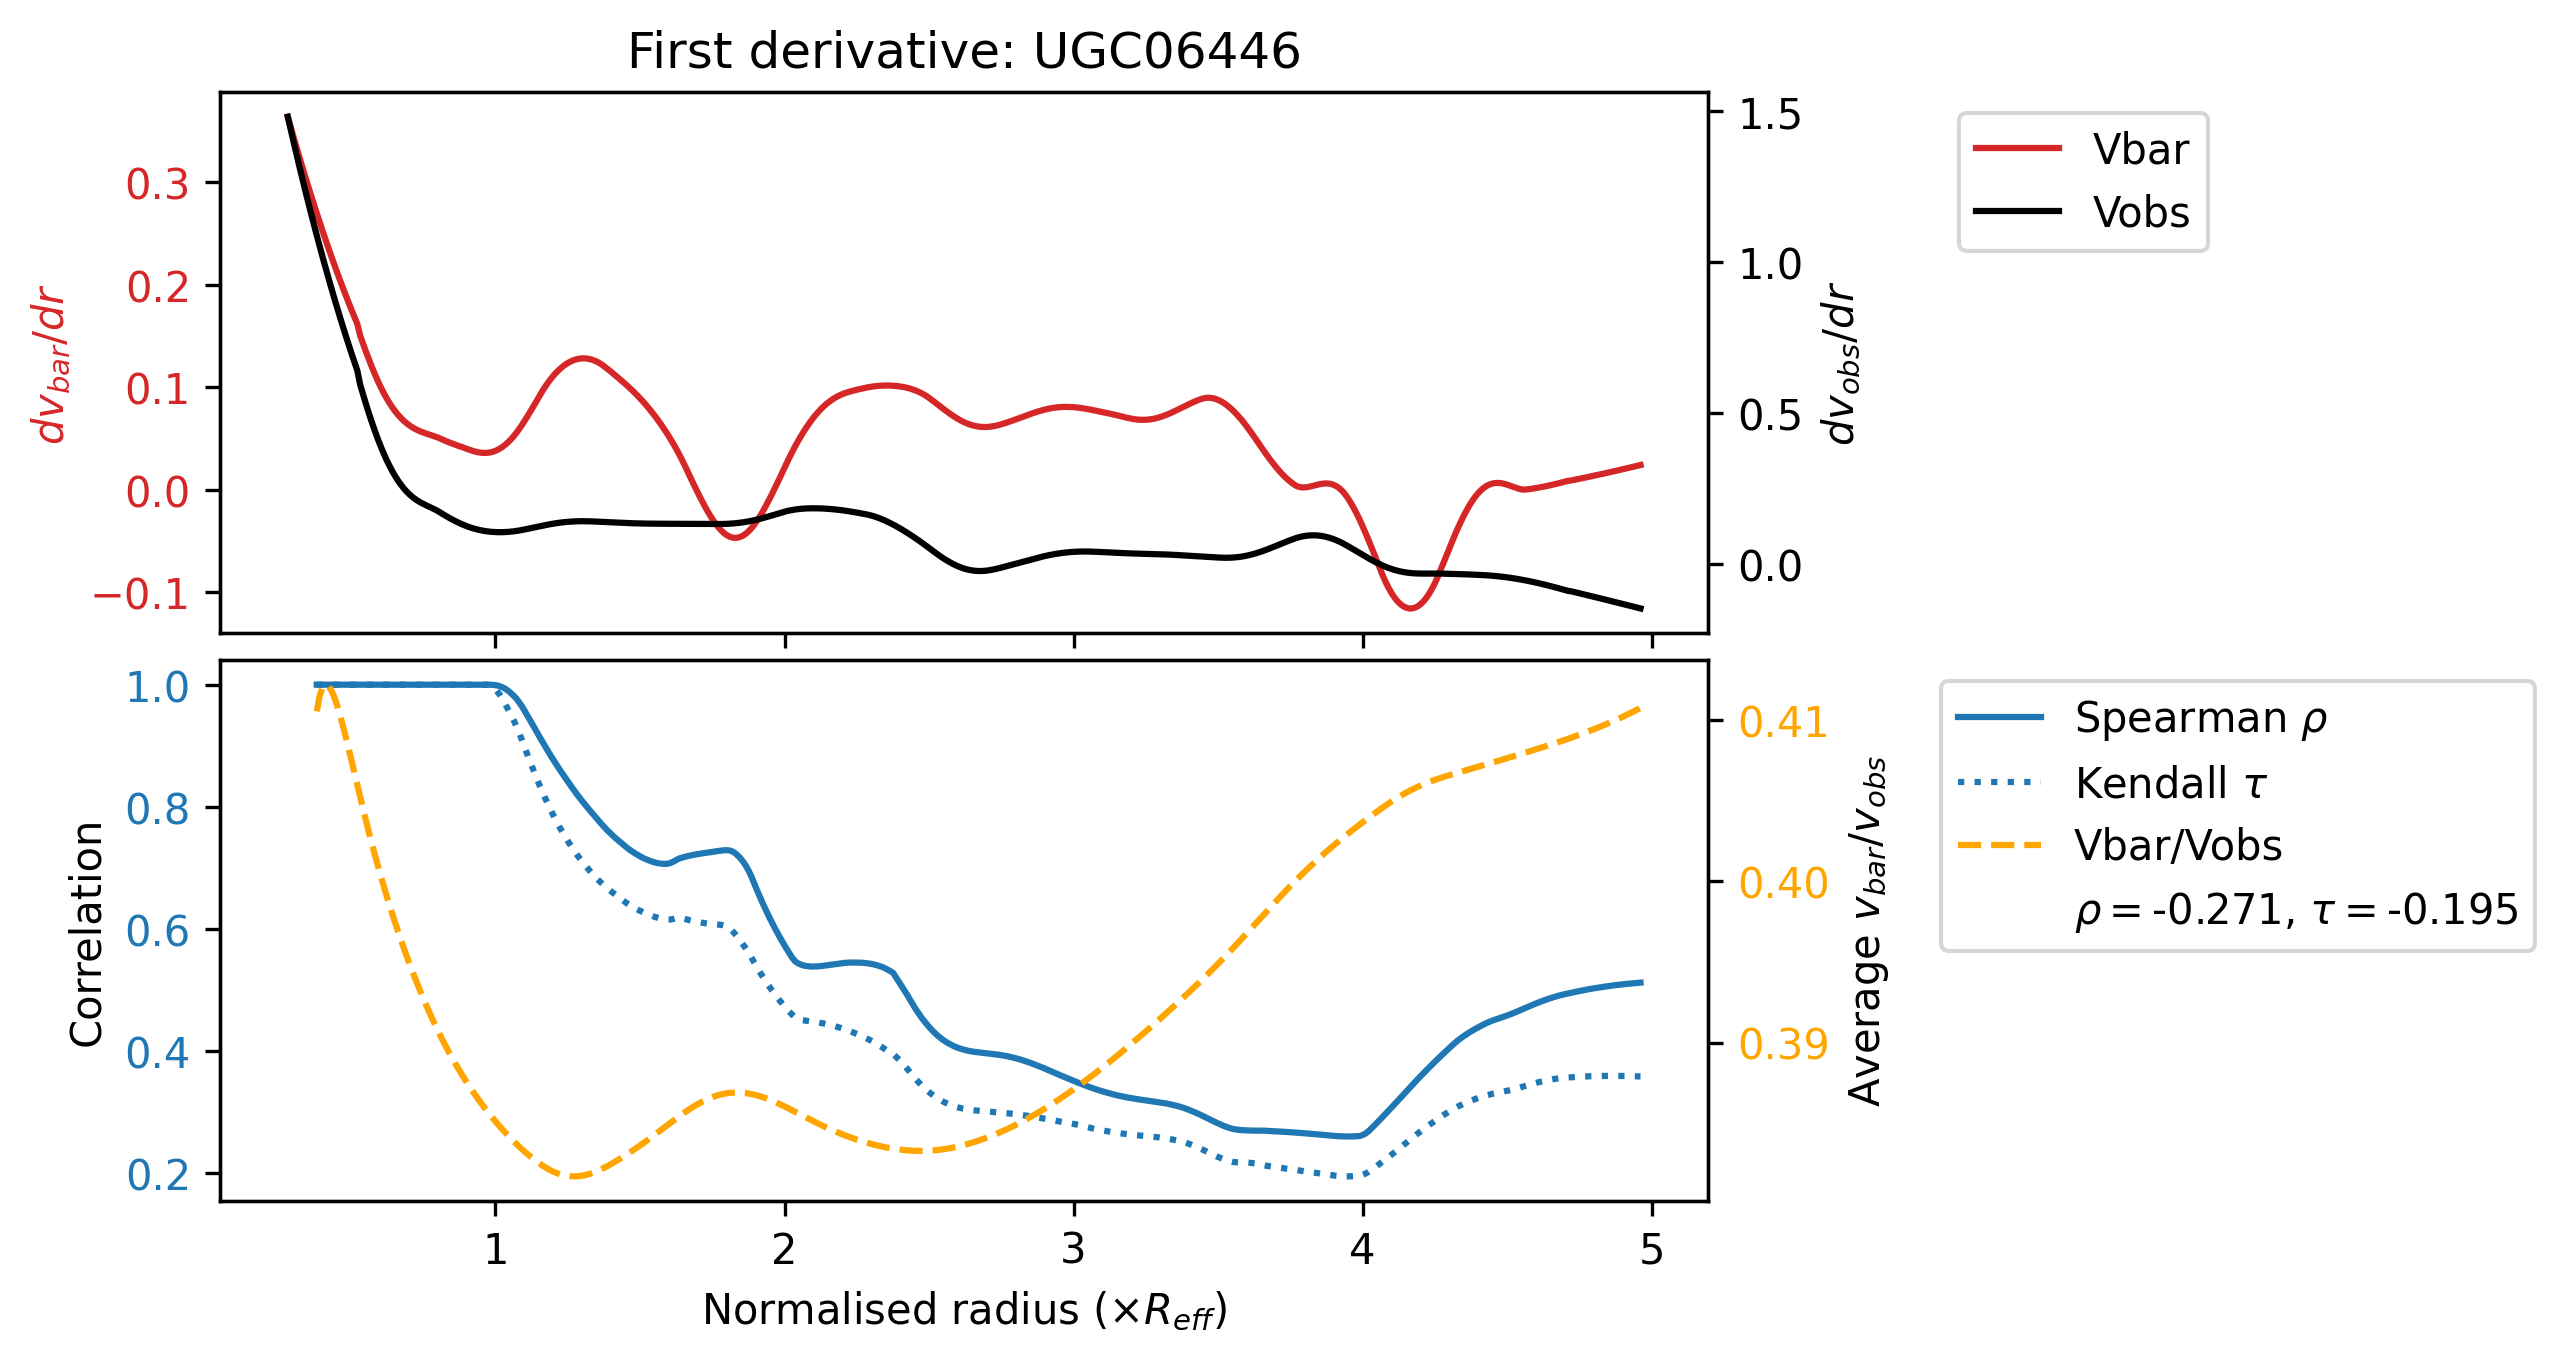 First derivative: UGC06446
0.3
0.2
0.1
0.0
−0.1
dv_bar/dr
1.5
1.0
0.5
0.0
dv_obs/dr
Vbar
Vobs
1.0
0.8
0.6
0.4
0.2
Correlation
0.41
0.40
0.39
Average v_bar/v_obs
Spearman ρ
Kendall τ
Vbar/Vobs
ρ = -0.271, τ = -0.195
1 2 3 4 5
Normalised radius (×R_eff)